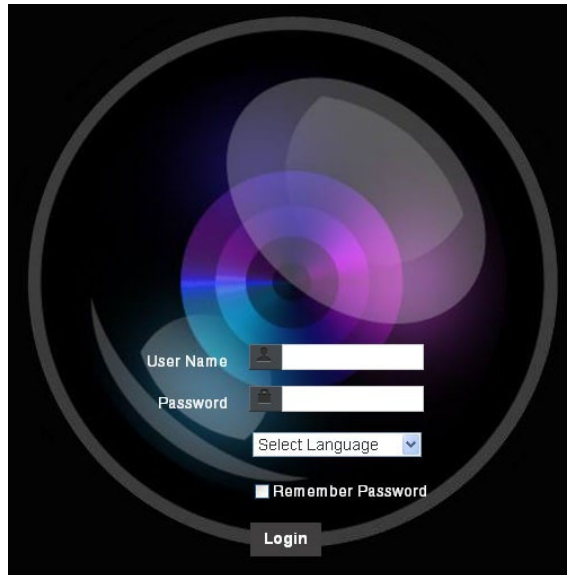 User Name
Password
Select Language
Remember Password
Login